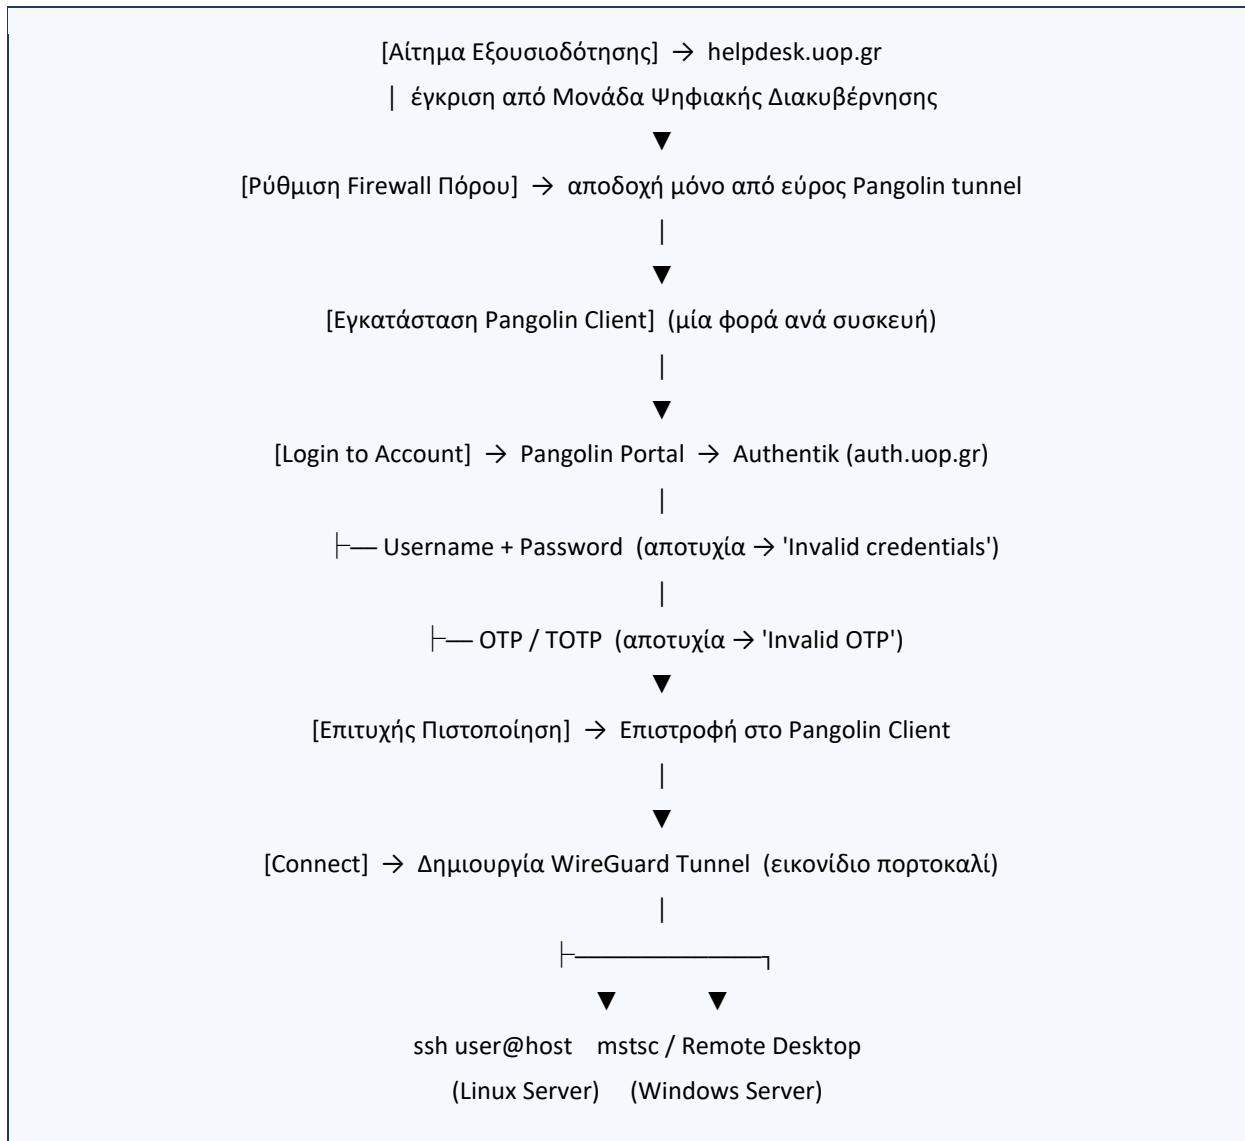 [Αίτημα Εξουσιοδότησης] → helpdesk.uop.gr
│ έγκριση από Μονάδα Ψηφιακής Διακυβέρνησης
▼
[Ρύθμιση Firewall Πόρου] → αποδοχή μόνο από εύρος Pangolin tunnel
│
▼
[Εγκατάσταση Pangolin Client] (μία φορά ανά συσκευή)
│
▼
[Login to Account] → Pangolin Portal → Authentik (auth.uop.gr)
│
├── Username + Password (αποτυχία → 'Invalid credentials')
│
├── OTP / TOTP (αποτυχία → 'Invalid OTP')
▼
[Επιτυχής Πιστοποίηση] → Επιστροφή στο Pangolin Client
│
▼
[Connect] → Δημιουργία WireGuard Tunnel (εικονίδιο πορτοκαλί)
│
├──────────────┐
▼ ▼
ssh user@host mstsc / Remote Desktop
(Linux Server) (Windows Server)